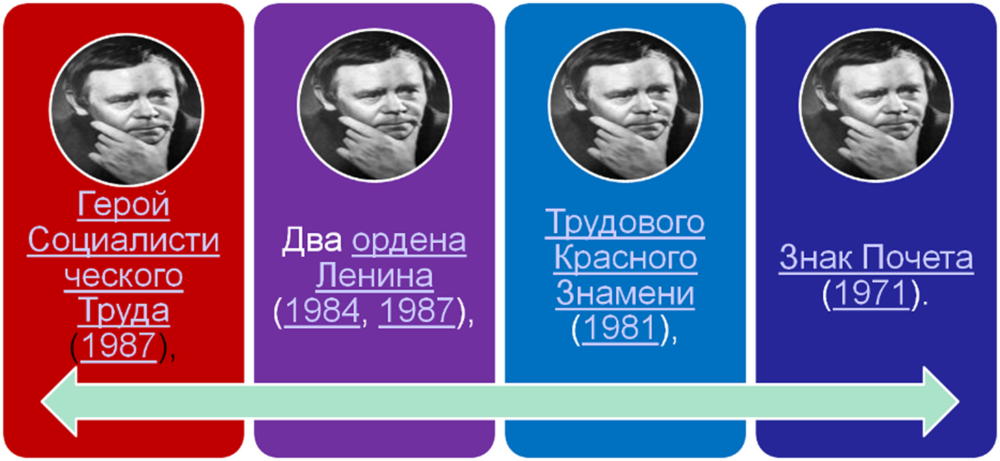 Герой
Социалисти
ческого
Труда
(1987),
Два ордена
Ленина
(1984, 1987),
Трудового
Красного
Знамени
(1981),
Знак Почета
(1971).